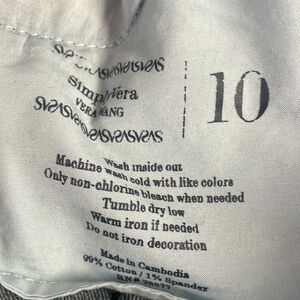 Simply Vera
VERA WANG
10
Wash inside out
Machine wash cold with like colors
Only non-chlorine bleach when needed
Tumble dry low
Warm iron if needed
Do not iron decoration
Made in Cambodia
99% Cotton / 1% Spandex
RN#